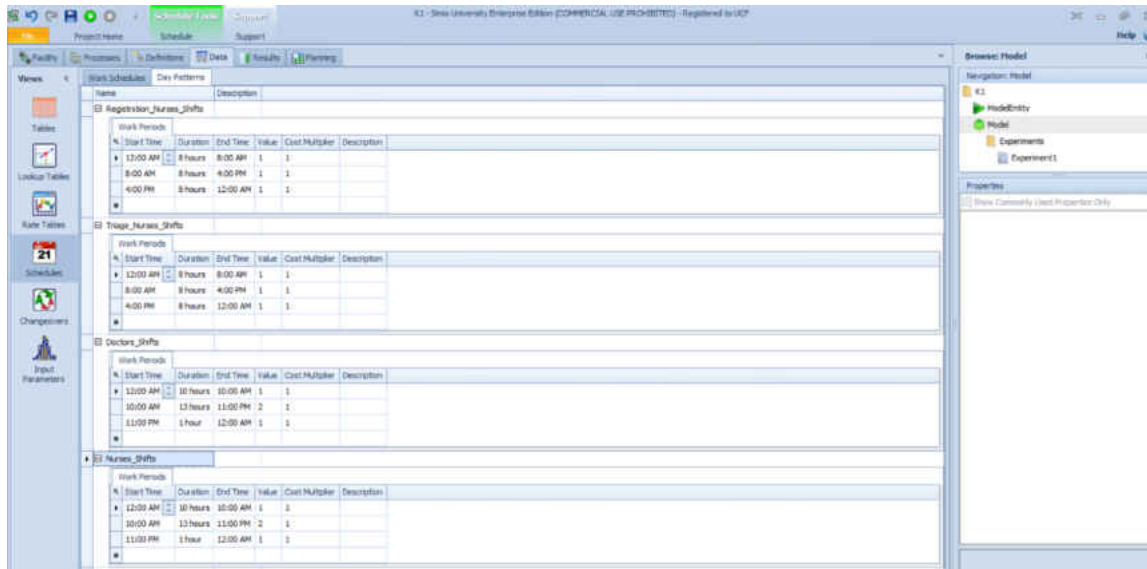 Schedule Tools Support K1 - Simio University Enterprise Edition (COMMERCIAL USE PROHIBITED) - Registered to UCF
File Project Home Schedule Support Help
Facility Processes Definitions Data Results Planning
Browse: Model
Views Work Schedules Day Patterns Navigation: Model
Name Description
K1
Registration_Nurses_Shifts
ModelEntity
Tables
Work Periods
Model
Start Time Duration End Time Value Cost Multiplier Description
Experiments
12:00 AM 8 hours 8:00 AM 1 1
Experiment1
Lookup Tables
8:00 AM 8 hours 4:00 PM 1 1
4:00 PM 8 hours 12:00 AM 1 1
Properties
Show Commonly Used Properties Only
Rate Tables
Triage_Nurses_Shifts
Work Periods
Start Time Duration End Time Value Cost Multiplier Description
21
Schedules
12:00 AM 8 hours 8:00 AM 1 1
8:00 AM 8 hours 4:00 PM 1 1
4:00 PM 8 hours 12:00 AM 1 1
Changeovers
Doctors_Shifts
Input
Parameters
Work Periods
Start Time Duration End Time Value Cost Multiplier Description
12:00 AM 10 hours 10:00 AM 1 1
10:00 AM 13 hours 11:00 PM 2 1
11:00 PM 1 hour 12:00 AM 1 1
Nurses_Shifts
Work Periods
Start Time Duration End Time Value Cost Multiplier Description
12:00 AM 10 hours 10:00 AM 1 1
10:00 AM 13 hours 11:00 PM 2 1
11:00 PM 1 hour 12:00 AM 1 1